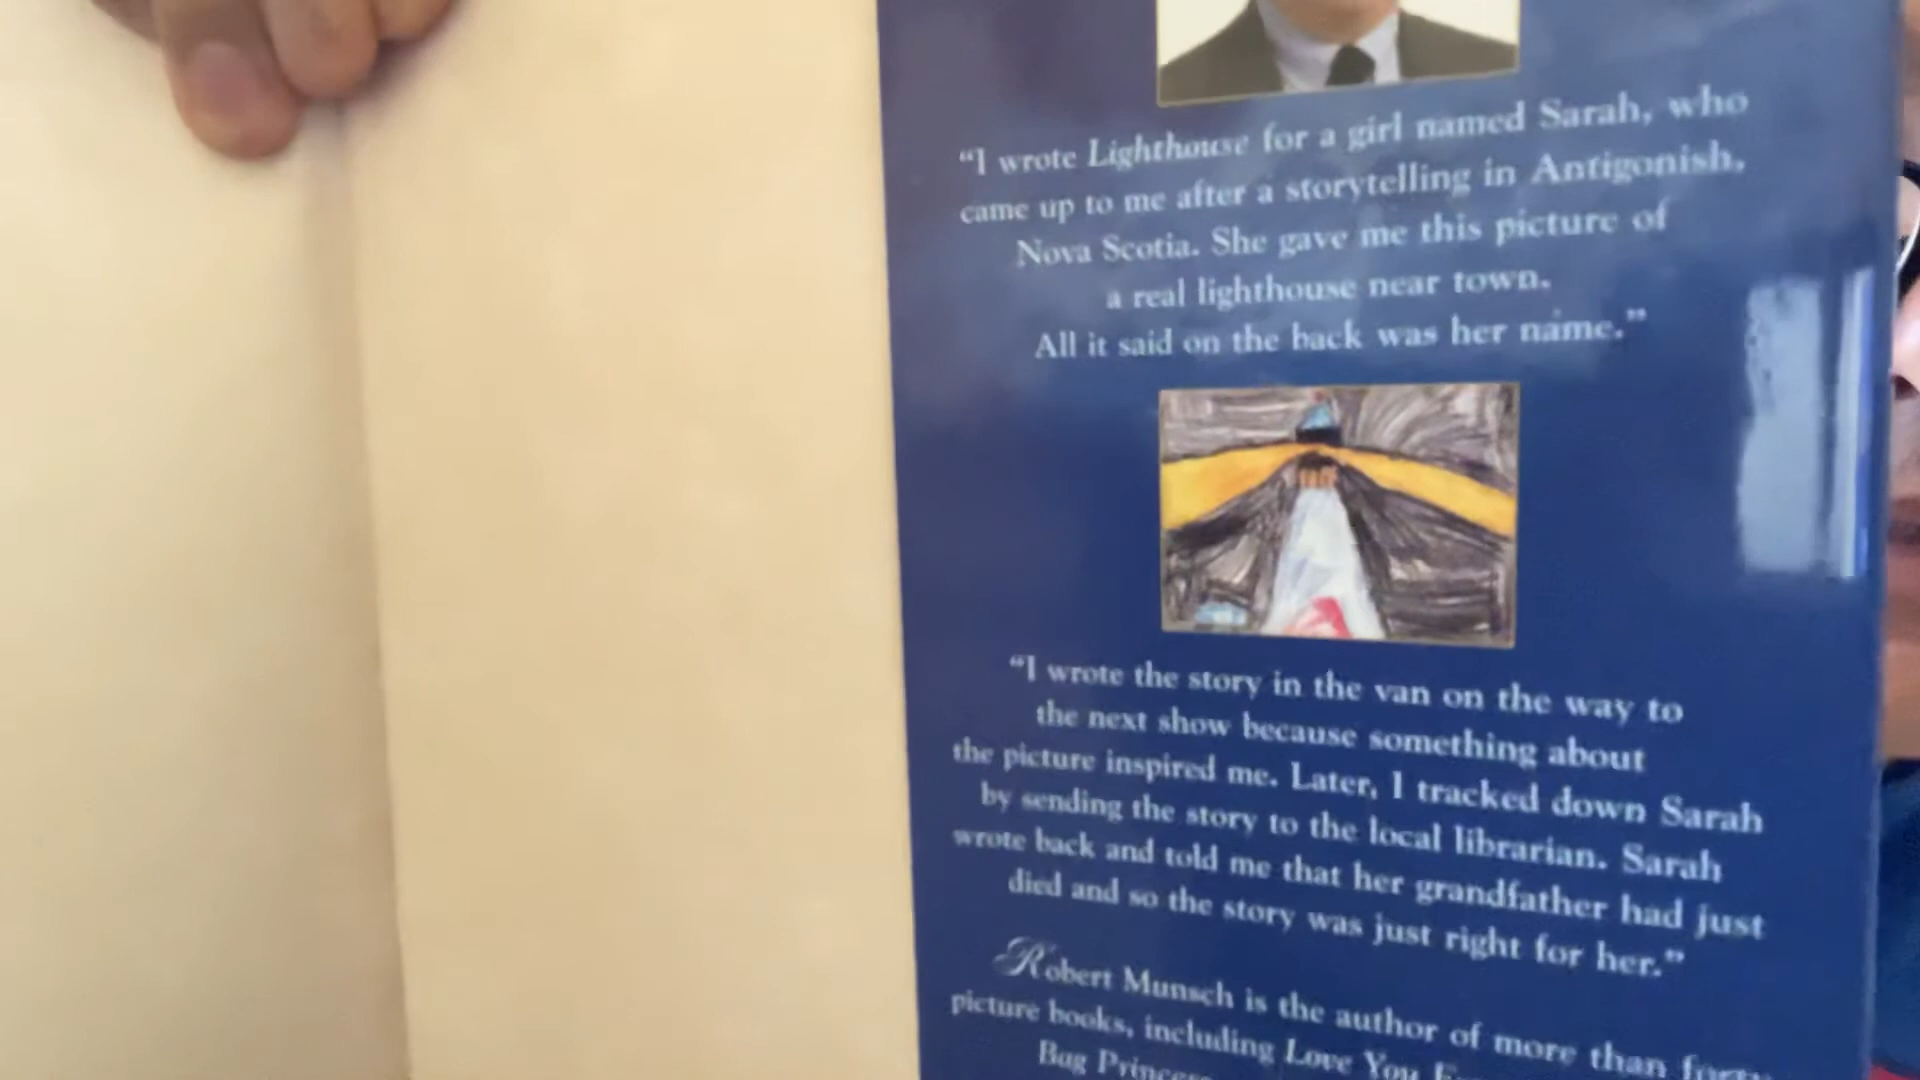 “I wrote Lighthouse for a girl named Sarah, who
came up to me after a storytelling in Antigonish,
Nova Scotia. She gave me this picture of
a real lighthouse near town.
All it said on the back was her name.”
“I wrote the story in the van on the way to
the next show because something about
the picture inspired me. Later, I tracked down Sarah
by sending the story to the local librarian. Sarah
wrote back and told me that her grandfather had just
died and so the story was just right for her.”
Robert Munsch is the author of more than forty
picture books, including Love You
Bag